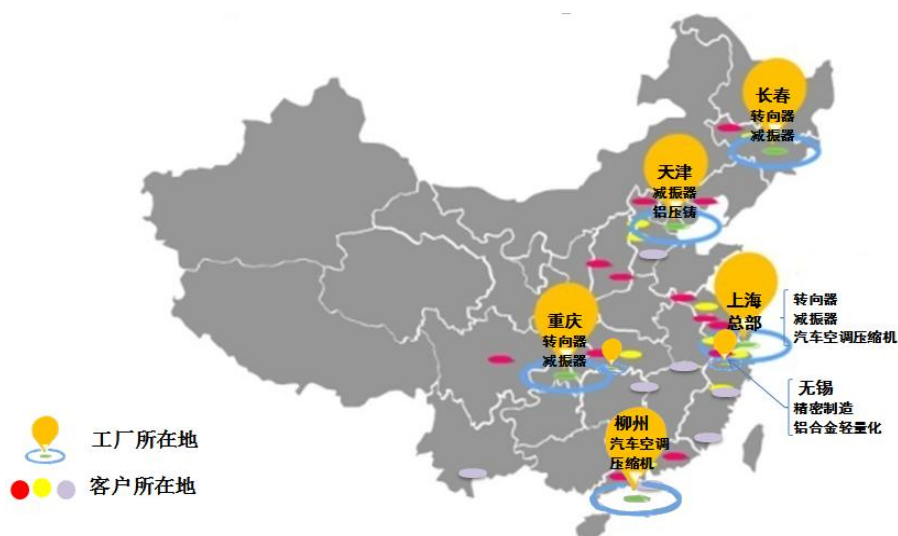 长春
转向器
减振器
天津
减振器
铝压铸
上海
总部
转向器
减振器
汽车空调压缩机
重庆
转向器
减振器
无锡
精密制造
铝合金轻量化
柳州
汽车空调
压缩机
工厂所在地
客户所在地